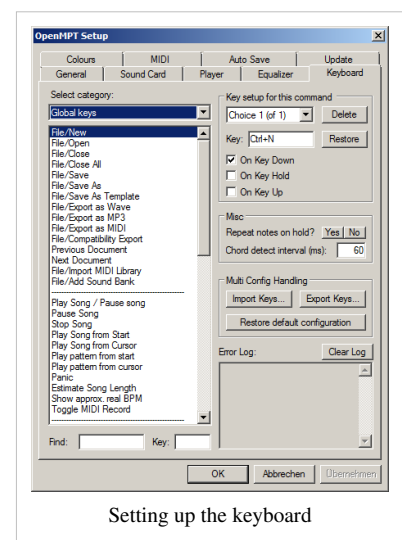 OpenMPT Setup
Colours MIDI Auto Save Update
General Sound Card Player Equalizer Keyboard
Select category:
Global keys
File/New
File/Open
File/Close
File/Close All
File/Save
File/Save As
File/Save As Template
File/Export as Wave
File/Export as MP3
File/Export as MIDI
File/Compatibility Export
Previous Document
Next Document
File/Import MIDI Library
File/Add Sound Bank
Play Song / Pause song
Pause Song
Stop Song
Play Song from Start
Play Song from Cursor
Play pattern from start
Play pattern from cursor
Panic
Estimate Song Length
Show approx. real BPM
Toggle MIDI Record
Find:
Key:
Key setup for this command
Choice 1 (of 1) Delete
Key: Ctrl+N Restore
On Key Down
On Key Hold
On Key Up
Misc
Repeat notes on hold? Yes No
Chord detect interval (ms): 60
Multi Config Handling
Import Keys... Export Keys...
Restore default configuration
Error Log: Clear Log
OK Abbrechen Übernehmen
Setting up the keyboard